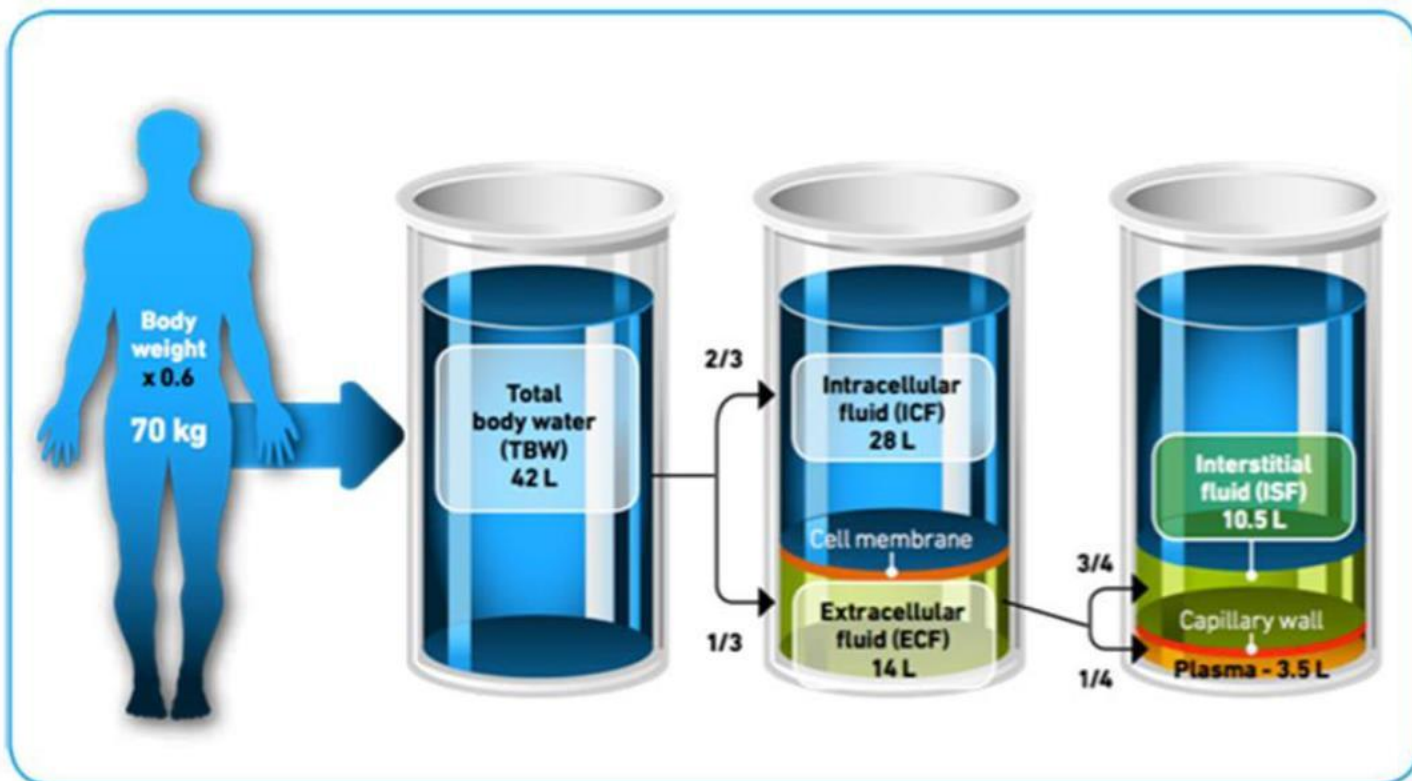 Body
weight
x 0.6
70 kg
Total
body water
(TBW)
42 L
2/3
1/3
Intracellular
fluid (ICF)
28 L
Cell membrane
Extracellular
fluid (ECF)
14 L
3/4
1/4
Interstitial
fluid (ISF)
10.5 L
Capillary wall
Plasma - 3.5 L